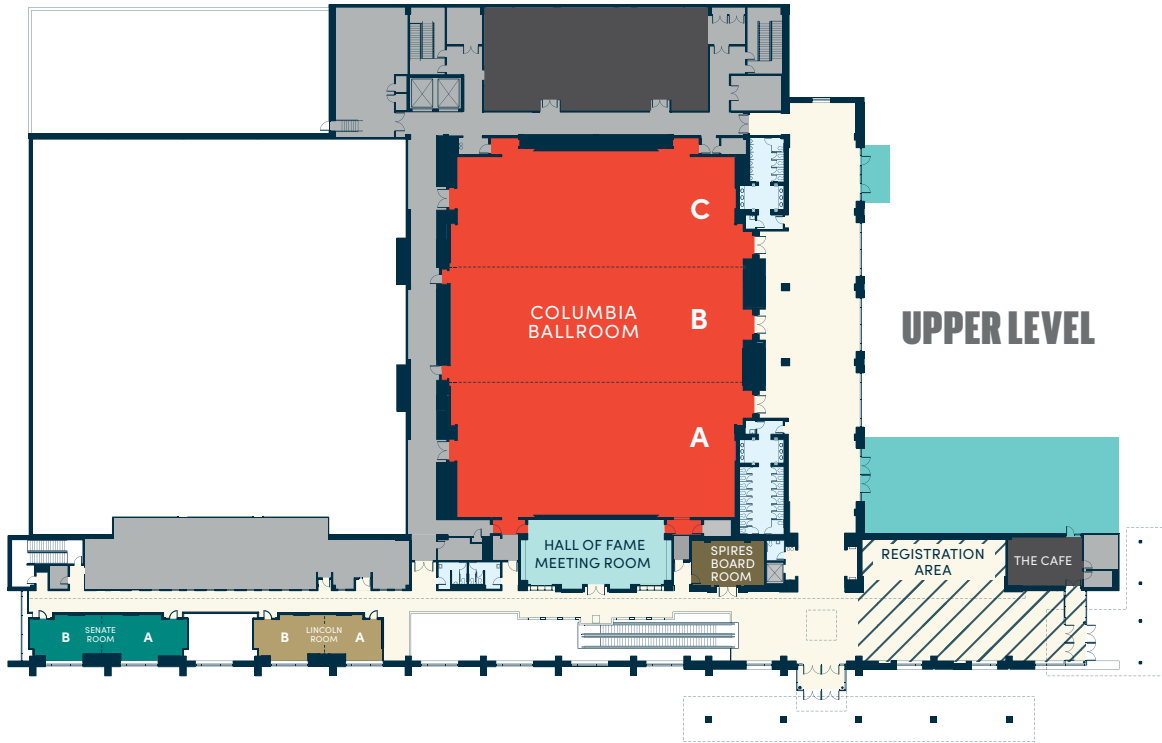 C
COLUMBIA
BALLROOM
B
UPPER LEVEL
A
HALL OF FAME
MEETING ROOM
SPIRES
BOARD
ROOM
REGISTRATION
AREA
THE CAFE
B
SENATE
ROOM
A
B
LINCOLN
ROOM
A